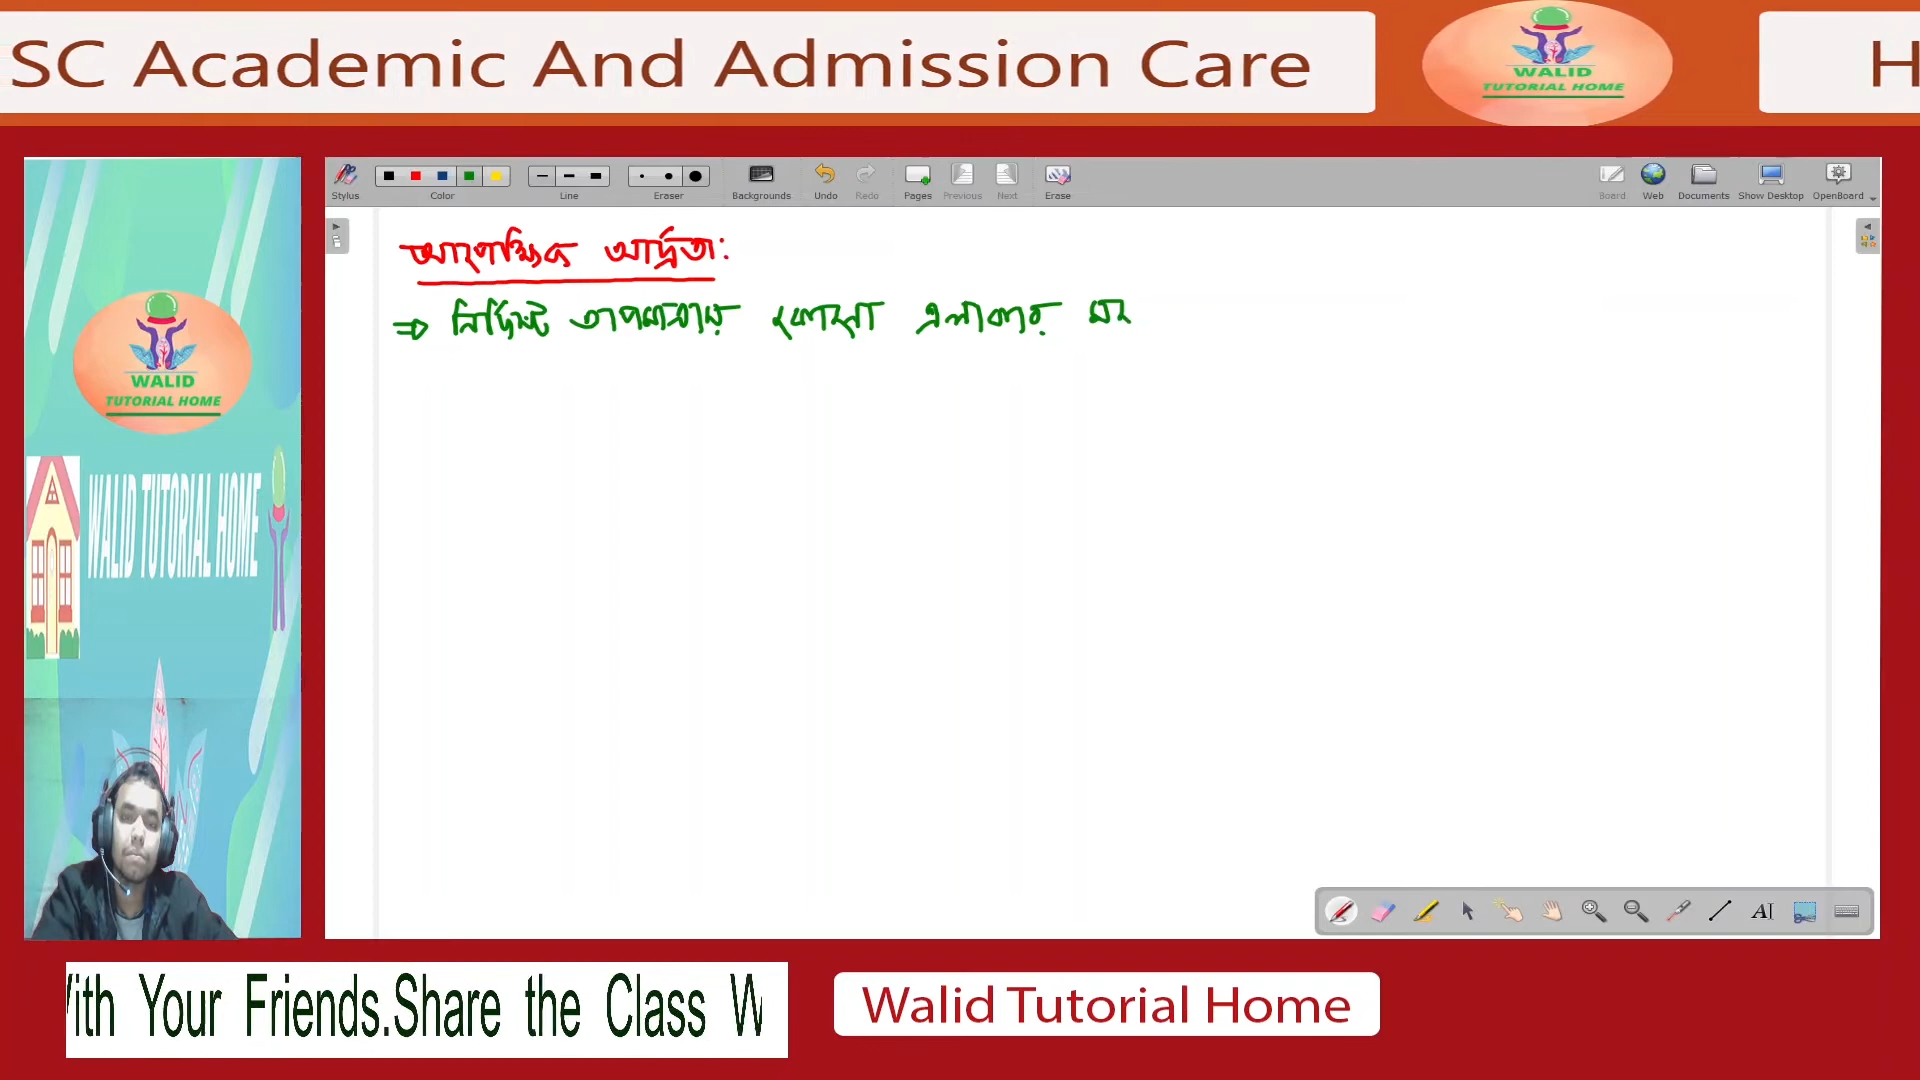 SC Academic And Admission Care
WALID
TUTORIAL HOME
H
Stylus
Color
Line
Eraser
Backgrounds
Undo
Redo
Pages
Previous
Next
Erase
Board
Web
Documents
Show Desktop
OpenBoard
আপেক্ষিক আর্দ্রতা:
⇒ নির্দিষ্ট তাপমাত্রায় কোনো এলাকার
WALID
TUTORIAL HOME
WALID TUTORIAL HOME
With Your Friends.Share the Class W
Walid Tutorial Home